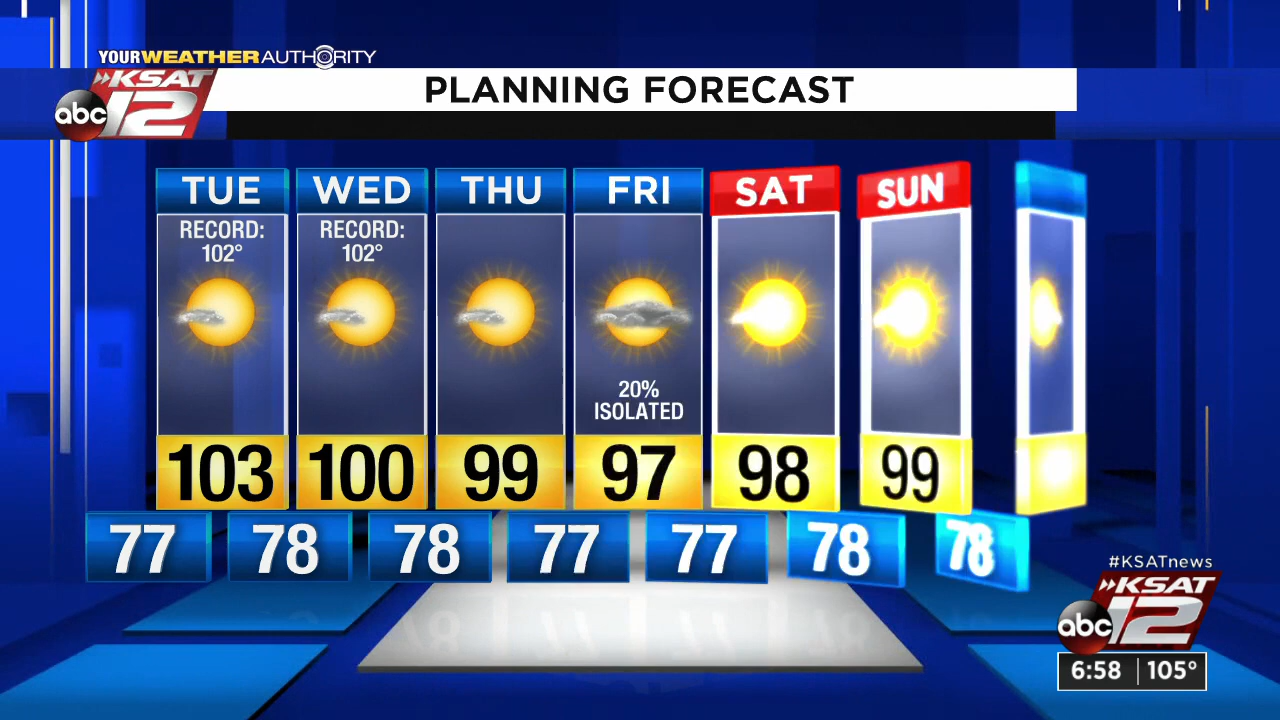 YOURWEATHERAUTHORITY
KSAT
abc 12
PLANNING FORECAST
TUE WED THU FRI SAT SUN
RECORD: RECORD:
102° 102°
20%
ISOLATED
103 100 99 97 98 99
77 78 78 77 77 78 78
#KSATnews
KSAT
abc 12
6:58 105°